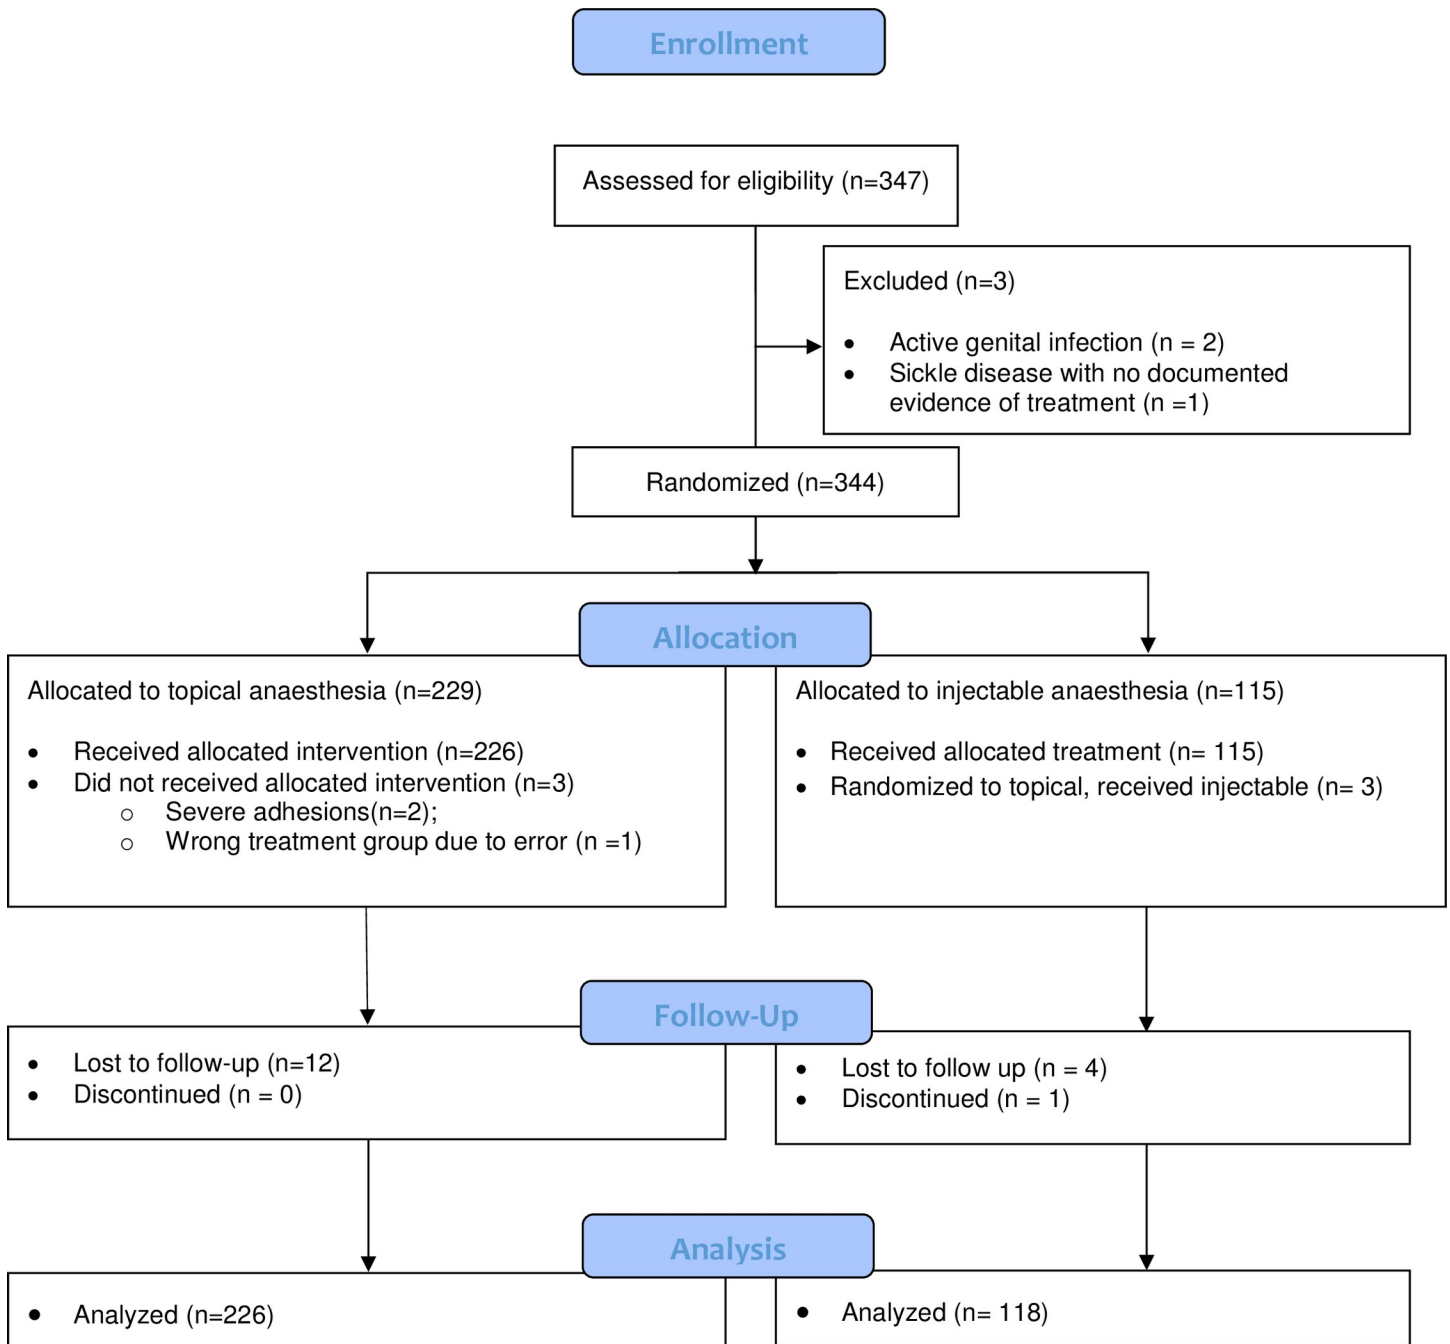 Enrollment
Assessed for eligibility (n=347)
Excluded (n=3)
• Active genital infection (n = 2)
• Sickle disease with no documented
evidence of treatment (n =1)
Randomized (n=344)
Allocation
Allocated to topical anaesthesia (n=229)
• Received allocated intervention (n=226)
• Did not received allocated intervention (n=3)
○ Severe adhesions(n=2);
○ Wrong treatment group due to error (n =1)
Allocated to injectable anaesthesia (n=115)
• Received allocated treatment (n= 115)
• Randomized to topical, received injectable (n= 3)
Follow-Up
• Lost to follow-up (n=12)
• Discontinued (n = 0)
• Lost to follow up (n = 4)
• Discontinued (n = 1)
Analysis
• Analyzed (n=226)
• Analyzed (n= 118)